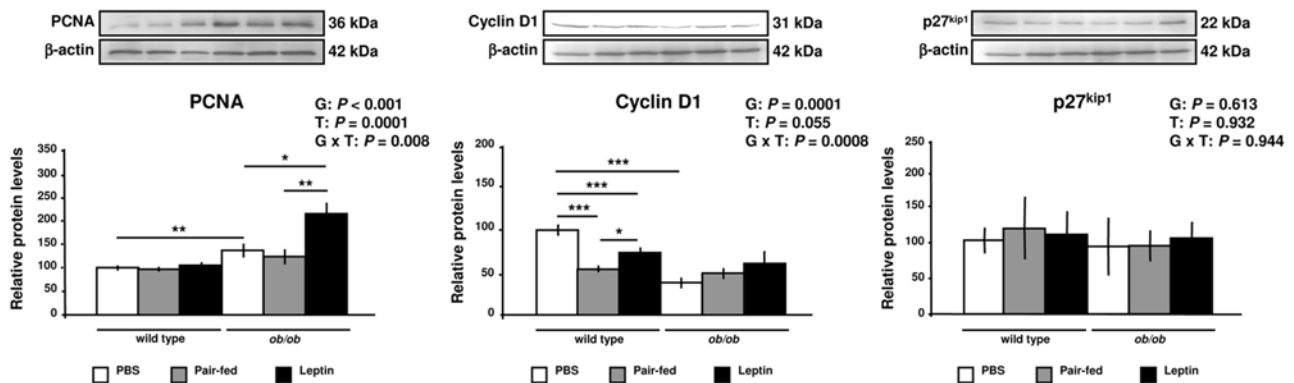 PCNA 36 kDa
β-actin 42 kDa
Cyclin D1 31 kDa
β-actin 42 kDa
p27kip1 22 kDa
β-actin 42 kDa
PCNA
G: P < 0.001
T: P = 0.0001
G x T: P = 0.008
Relative protein levels
350
300
250
200
150
100
50
0
*
**
**
wild type
ob/ob
PBS Pair-fed Leptin
Cyclin D1
G: P = 0.0001
T: P = 0.055
G x T: P = 0.0008
Relative protein levels
200
150
100
50
0
***
***
***
*
wild type
ob/ob
PBS Pair-fed Leptin
p27kip1
G: P = 0.613
T: P = 0.932
G x T: P = 0.944
Relative protein levels
250
200
150
100
50
0
wild type
ob/ob
PBS Pair-fed Leptin